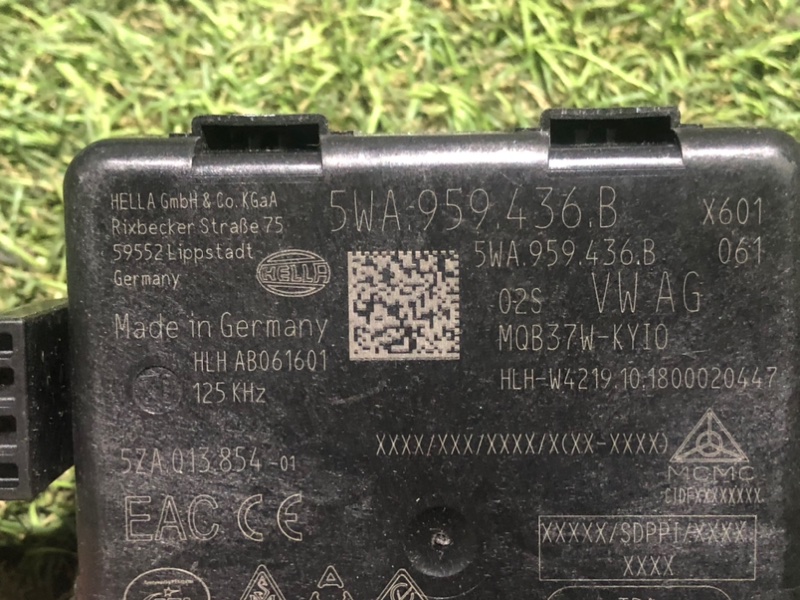 HELLA GmbH & Co. KGaA
Rixbecker Straße 75
59552 Lippstadt
Germany
HELLA
5WA.959.436.B
X601
5WA.959.436.B
061
02S
VW AG
MQB37W-KYI0
HLH-W4219.10.1800020447
Made in Germany
HLH AB061601
125 KHz
XXXX/XXX/XXXX/X(XX-XXXX)
MCMC
CIDFXXXXXXXX
5ZA.013.854-01
EAC CE
XXXXX/SDPPI/XXXX
XXXX